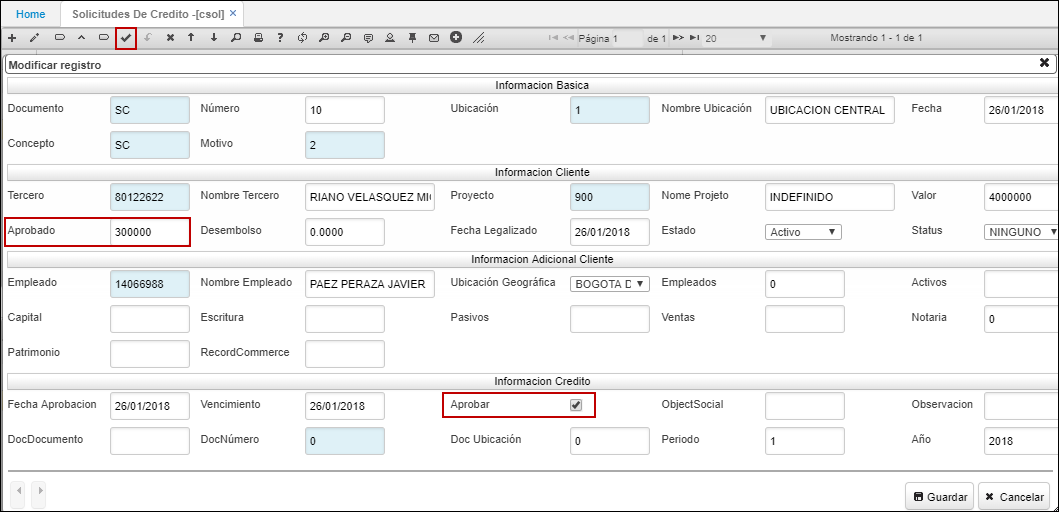 Home Solicitudes De Credito -[csol] ×
Página 1 de 1 20 Mostrando 1 - 1 de 1
Modificar registro
Informacion Basica
Documento SC Número 10 Ubicación 1 Nombre Ubicación UBICACION CENTRAL Fecha 26/01/2018
Concepto SC Motivo 2
Informacion Cliente
Tercero 80122622 Nombre Tercero RIANO VELASQUEZ MI Proyecto 900 Nome Projeto INDEFINIDO Valor 4000000
Aprobado 300000 Desembolso 0.0000 Fecha Legalizado 26/01/2018 Estado Activo Status NINGUNO
Informacion Adicional Cliente
Empleado 14066988 Nombre Empleado PAEZ PERAZA JAVIER Ubicación Geográfica BOGOTA D Empleados 0 Activos
Capital Escritura Pasivos Ventas Notaria 0
Patrimonio RecordCommerce
Informacion Credito
Fecha Aprobacion 26/01/2018 Vencimiento 26/01/2018 Aprobar ObjectSocial Observacion
DocDocumento DocNúmero 0 Doc Ubicación 0 Periodo 1 Año 2018
Guardar Cancelar